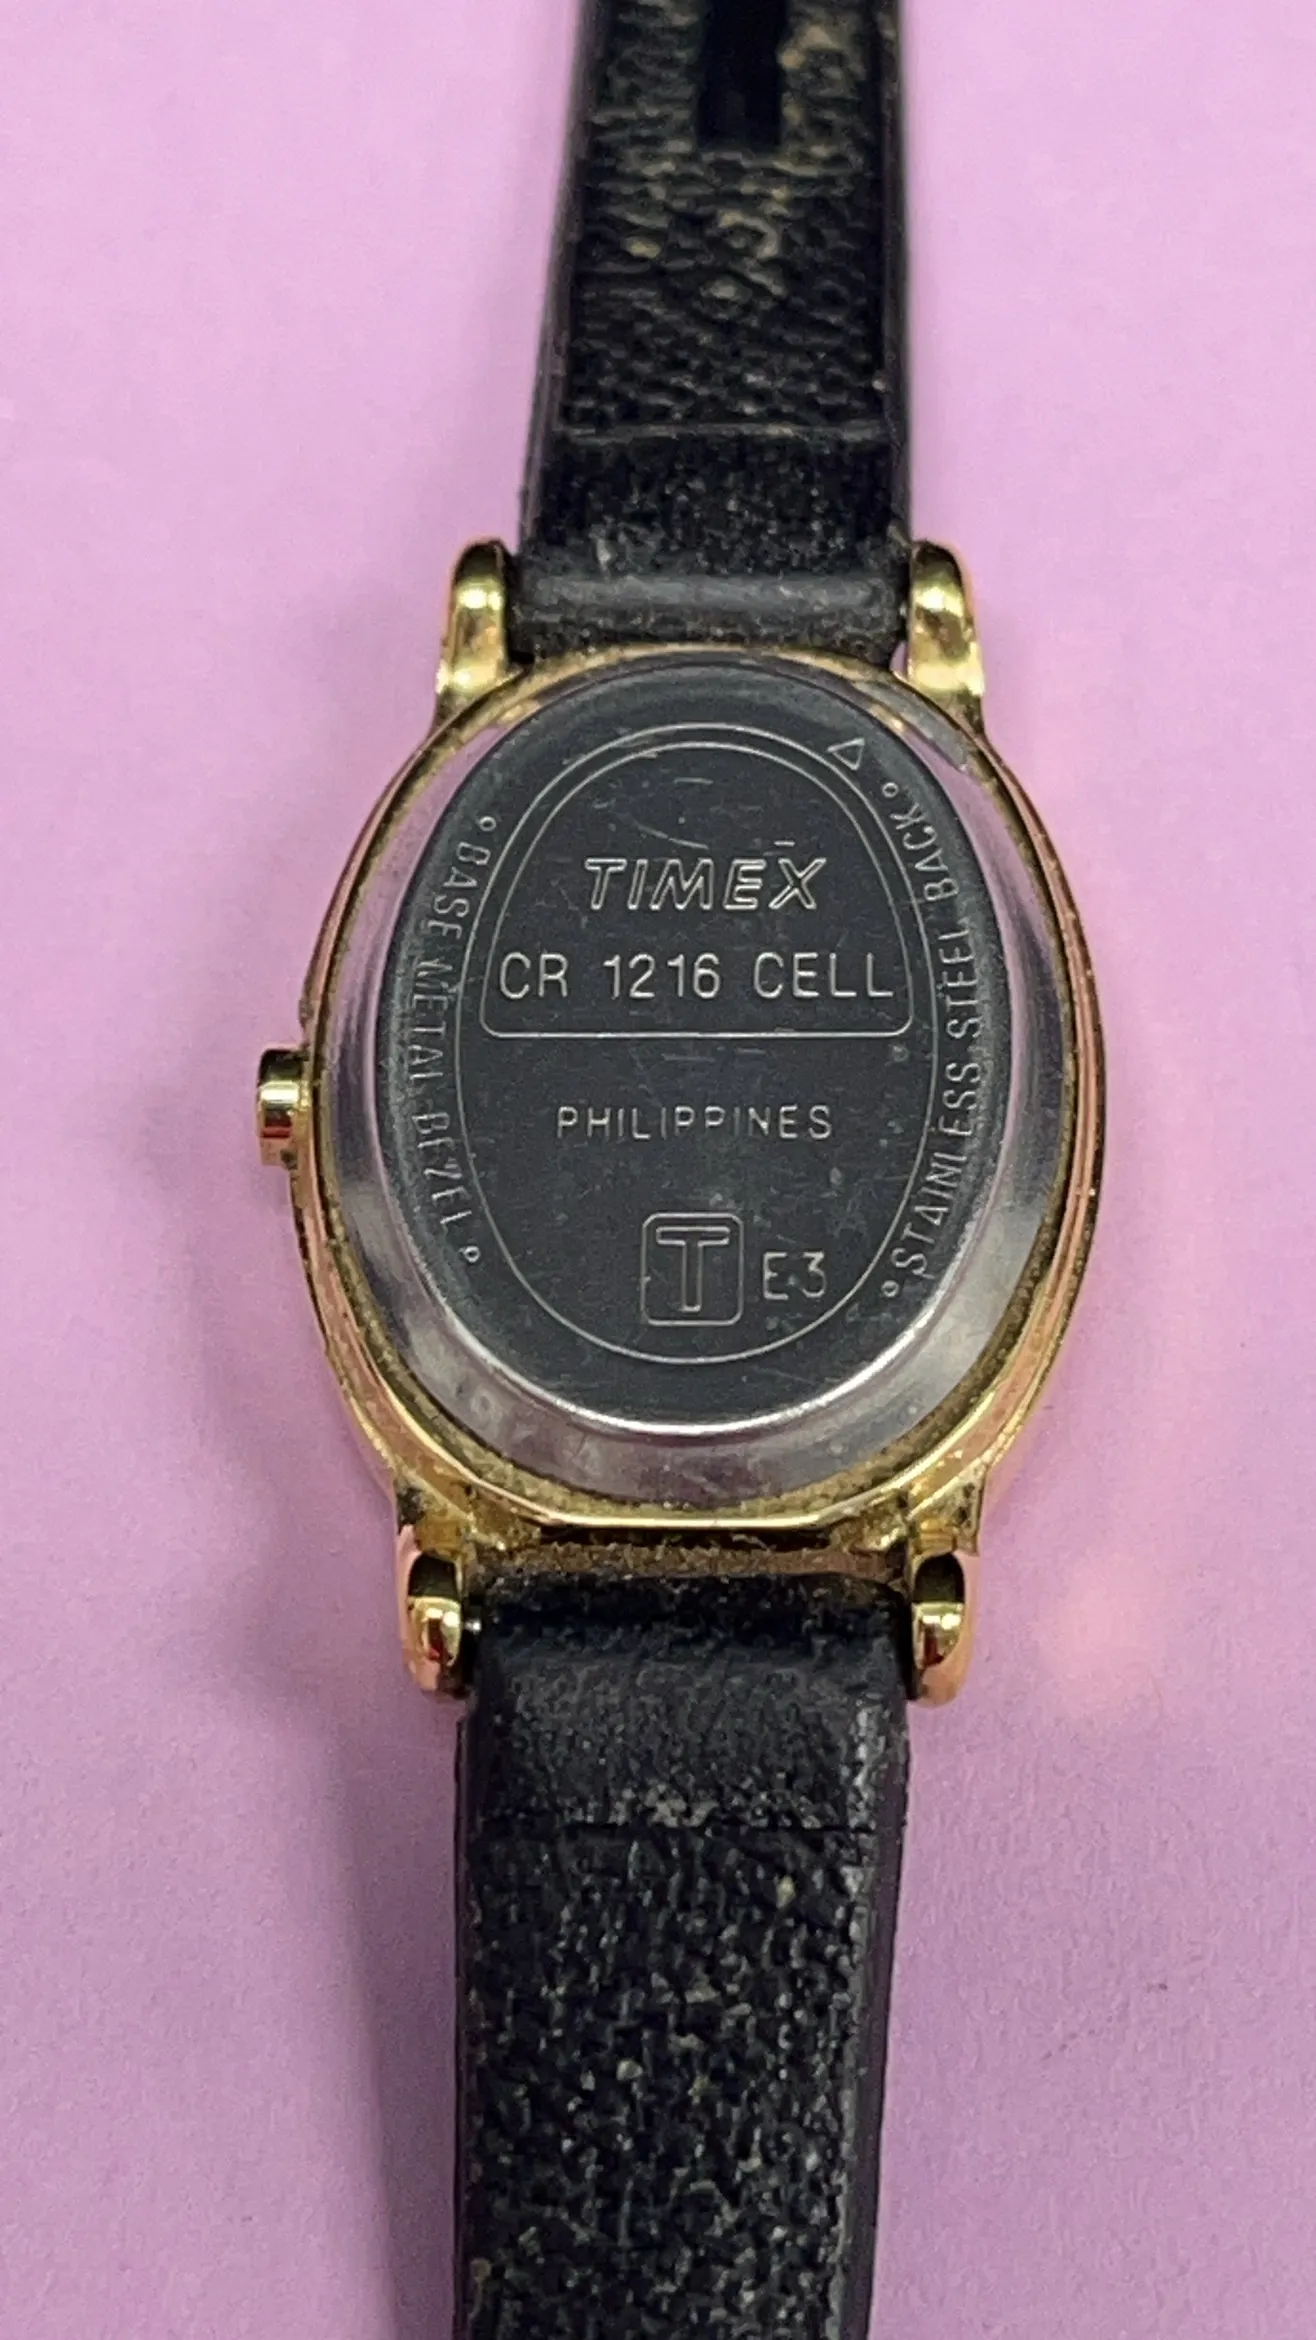 TIMEX
CR 1216 CELL
PHILIPPINES
T E3
BASE METAL BEZEL
STAINLESS STEEL BACK